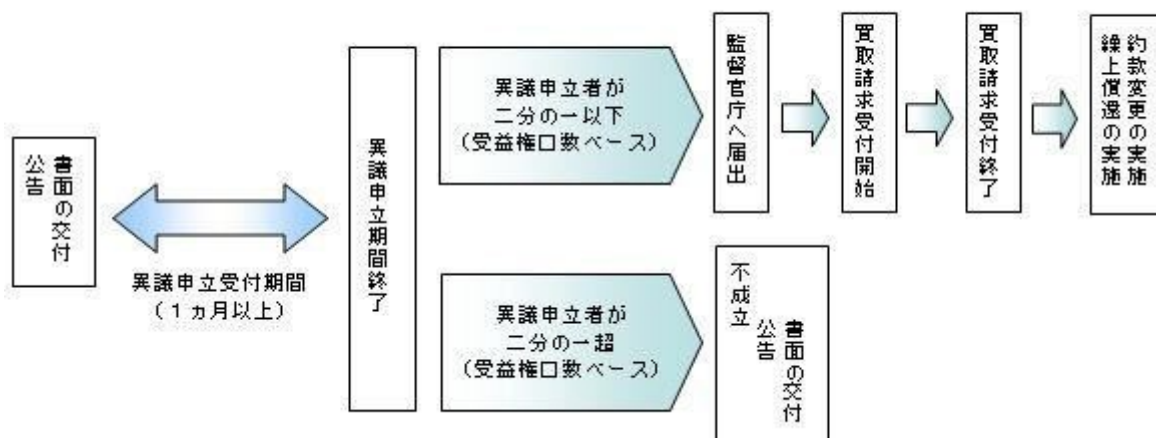 書面の交付
公告
異議申立受付期間
（１ヵ月以上）
異議申立期間終了
異議申立者が
二分の一以下
（受益権口数ベース）
監督官庁へ届出
買取請求受付開始
買取請求受付終了
約款変更の実施
繰上償還の実施
異議申立者が
二分の一超
（受益権口数ベース）
不成立
書面の交付
公告